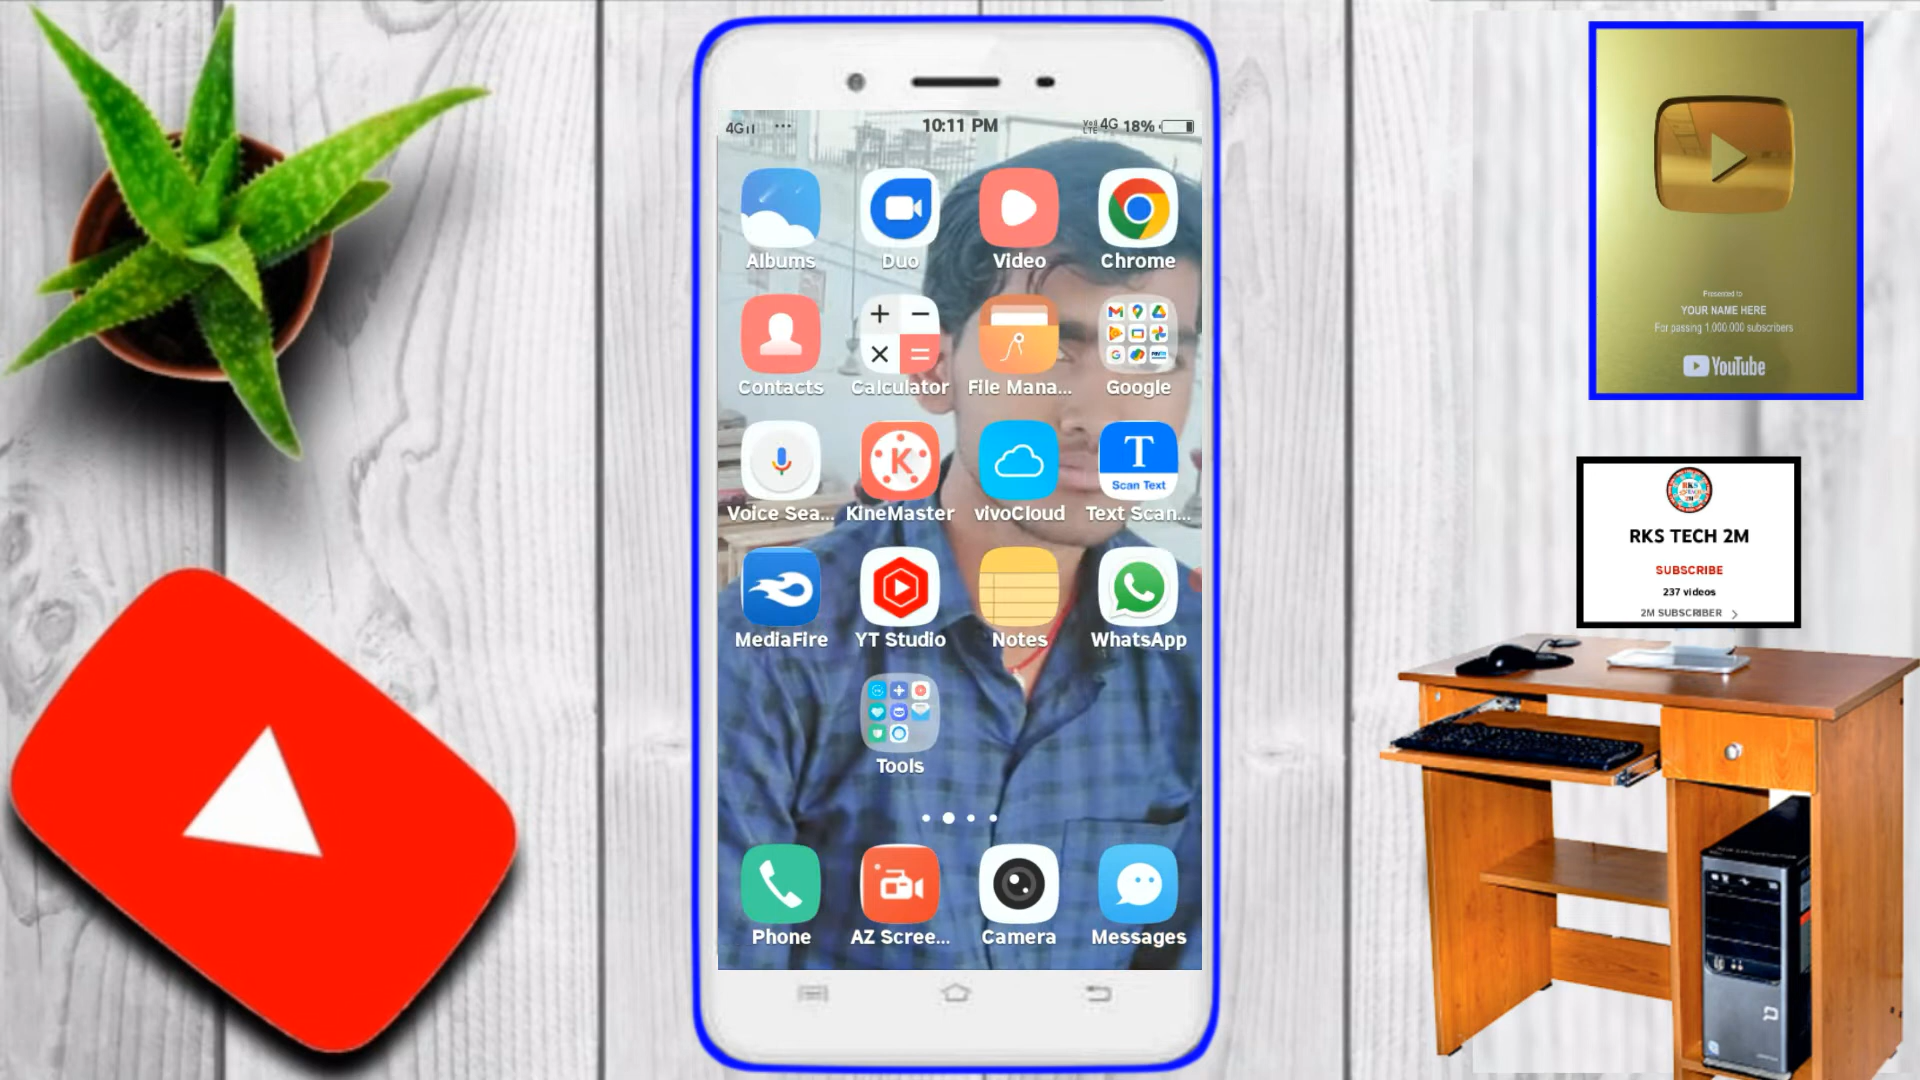 4G
10:11 PM
4G 18%
Albums
Duo
Video
Chrome
Contacts
Calculator
File Mana...
Google
Voice Sea...
KineMaster
vivoCloud
T
Scan Text
Text Scan...
MediaFire
YT Studio
Notes
WhatsApp
Tools
Phone
AZ Scree...
Camera
Messages
Presented to
YOUR NAME HERE
For passing 1,000,000 subscribers
YouTube
RKS TECH 2M
SUBSCRIBE
237 videos
2M SUBSCRIBER >